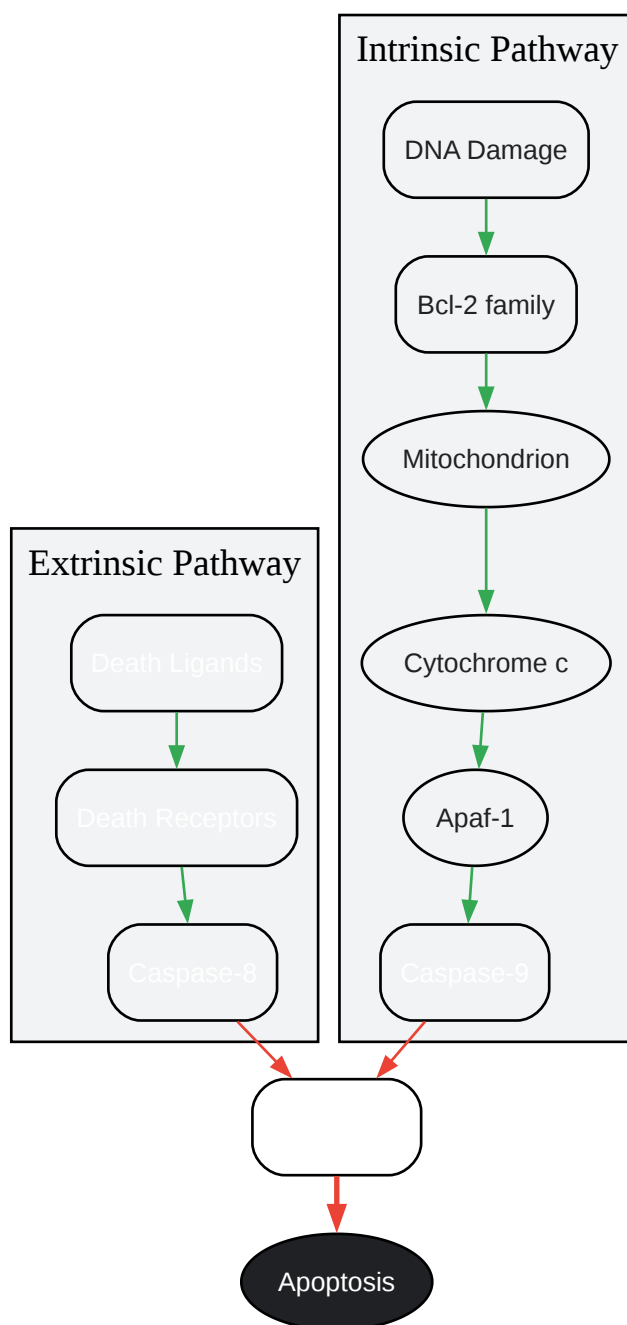 Intrinsic Pathway
DNA Damage
Bcl-2 family
Mitochondrion
Extrinsic Pathway
Death Ligands
Cytochrome c
Death Receptors
Apaf-1
Caspase-8
Caspase-9
Apoptosis